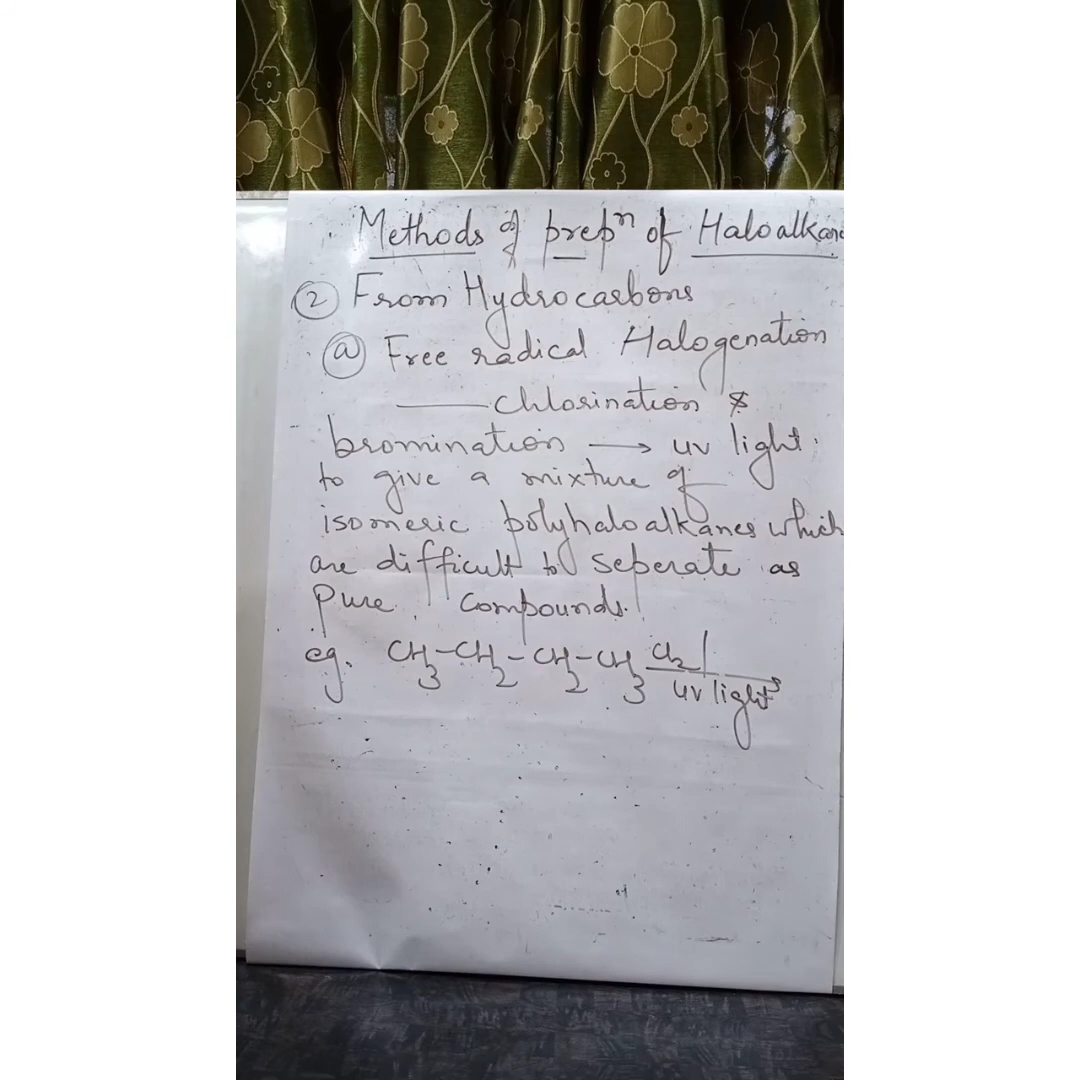 Methods of prepⁿ of Haloalkane
② From Hydrocarbons
ⓐ Free radical Halogenation
—— Chlorination &
bromination → uv light
to give a mixture of
isomeric polyhaloalkanes which
are difficult to seperate as
Pure compounds.
eg. CH₃-CH₂-CH₂-CH₃ Cl₂/
uv light →